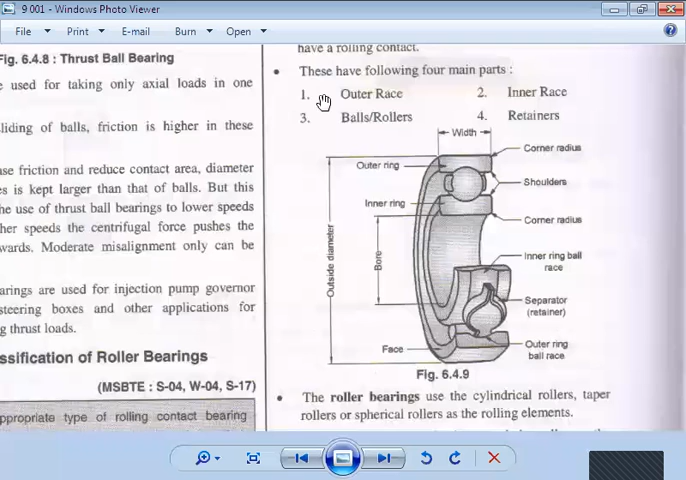 9 001 - Windows Photo Viewer
File
Print
E-mail
Burn
Open
Fig. 6.4.8 : Thrust Ball Bearing
e used for taking only axial loads in one
liding of balls, friction is higher in these
ase friction and reduce contact area, diameter
es is kept larger than that of balls. But this
he use of thrust ball bearings to lower speeds
her speeds the centrifugal force pushes the
wards. Moderate misalignment only can be
arings are used for injection pump governor
steering boxes and other applications for
ng thrust loads.
ssification of Roller Bearings
(MSBTE : S-04, W-04, S-17)
appropriate type of rolling contact bearing
have a rolling contact.
• These have following four main parts :
1. Outer Race 2. Inner Race
3. Balls/Rollers 4. Retainers
Width
Corner radius
Outer ring
Shoulders
Inner ring
Corner radius
Outside diameter
Bore
Inner ring ball
race
Separator
(retainer)
Face
Outer ring
ball race
Fig. 6.4.9
• The roller bearings use the cylindrical rollers, taper
rollers or spherical rollers as the rolling elements.